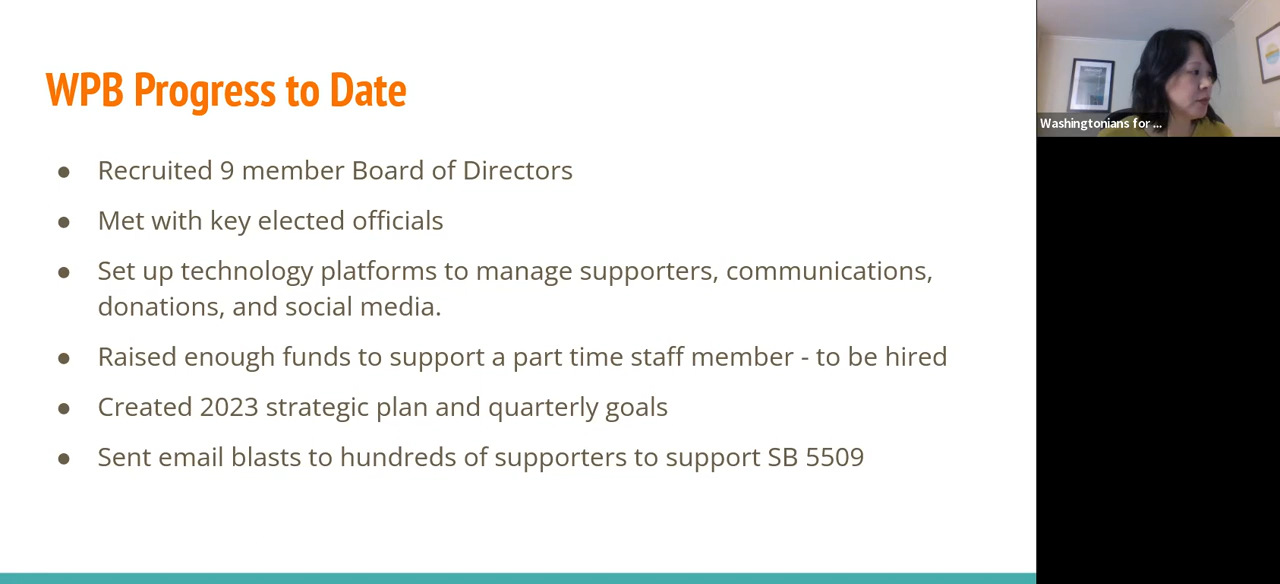 WPB Progress to Date
● Recruited 9 member Board of Directors
● Met with key elected officials
● Set up technology platforms to manage supporters, communications,
donations, and social media.
● Raised enough funds to support a part time staff member - to be hired
● Created 2023 strategic plan and quarterly goals
● Sent email blasts to hundreds of supporters to support SB 5509
Washingtonians for ...